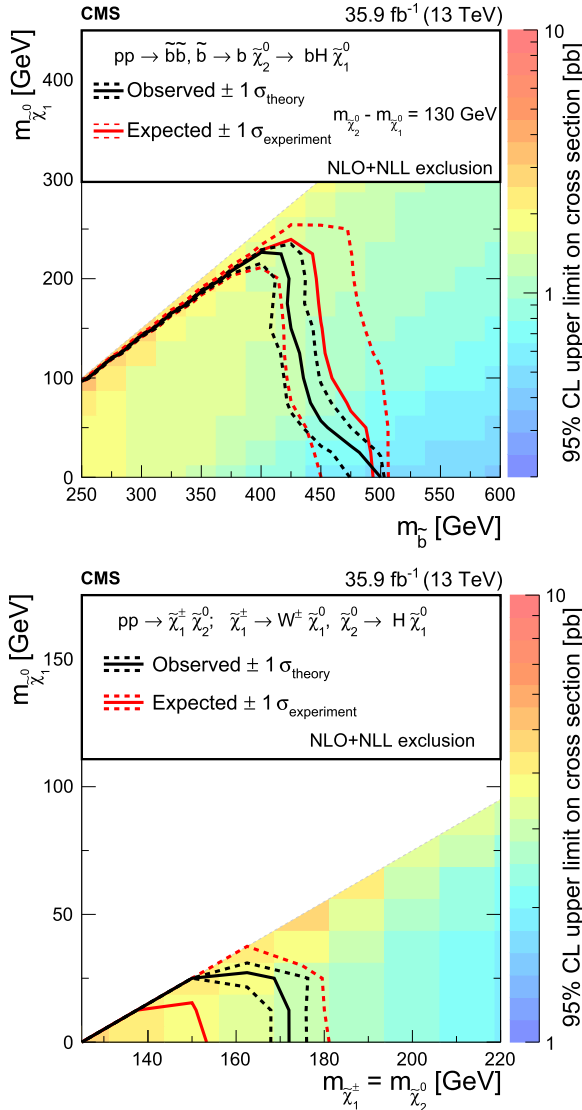 CMS 35.9 fb⁻¹ (13 TeV)
pp → b̃b̃, b̃ → b χ̃⁰₂ → bH χ̃⁰₁
Observed ± 1 σ_theory
m_χ̃⁰₂ - m_χ̃⁰₁ = 130 GeV
Expected ± 1 σ_experiment
NLO+NLL exclusion
m_χ̃⁰₁ [GeV]
400
300
200
100
0
250 300 350 400 450 500 550 600
m_b̃ [GeV]
10
1
95% CL upper limit on cross section [pb]
CMS 35.9 fb⁻¹ (13 TeV)
pp → χ̃±₁ χ̃⁰₂; χ̃±₁ → W± χ̃⁰₁, χ̃⁰₂ → H χ̃⁰₁
Observed ± 1 σ_theory
Expected ± 1 σ_experiment
NLO+NLL exclusion
m_χ̃⁰₁ [GeV]
150
100
50
0
140 160 180 200 220
m_χ̃±₁ = m_χ̃⁰₂ [GeV]
10
1
95% CL upper limit on cross section [pb]